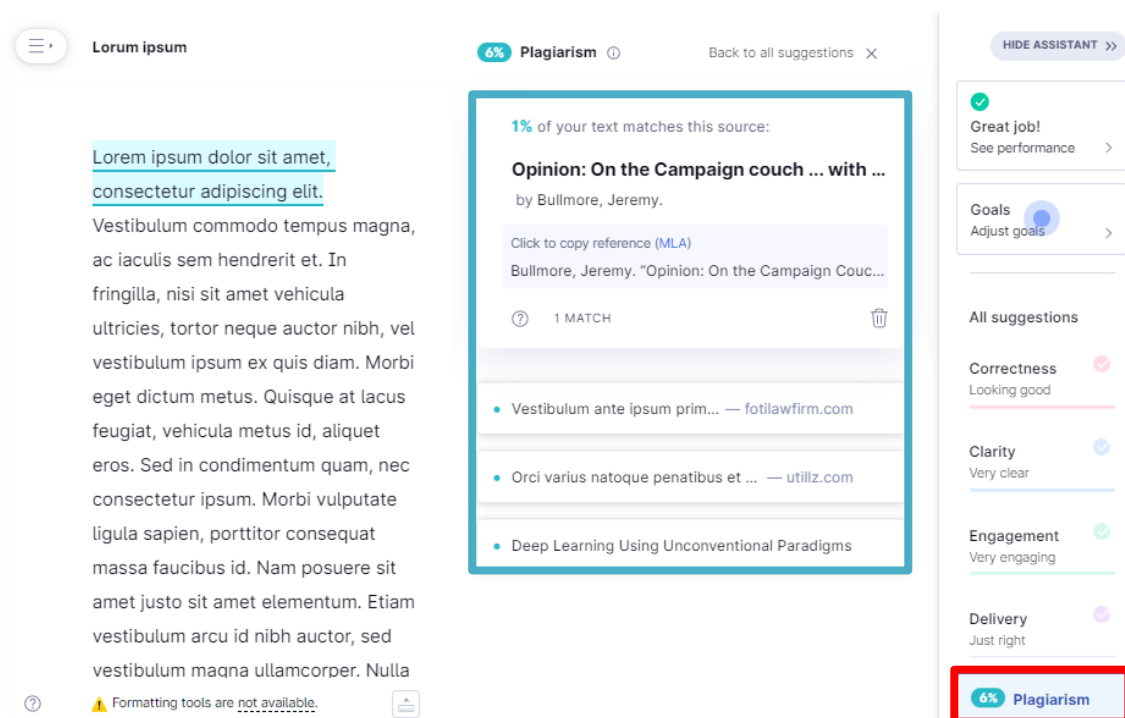 Lorum ipsum
Lorem ipsum dolor sit amet,
consectetur adipiscing elit.
Vestibulum commodo tempus magna,
ac iaculis sem hendrerit et. In
fringilla, nisi sit amet vehicula
ultricies, tortor neque auctor nibh, vel
vestibulum ipsum ex quis diam. Morbi
eget dictum metus. Quisque at lacus
feugiat, vehicula metus id, aliquet
eros. Sed in condimentum quam, nec
consectetur ipsum. Morbi vulputate
ligula sapien, porttitor consequat
massa faucibus id. Nam posuere sit
amet justo sit amet elementum. Etiam
vestibulum arcu id nibh auctor, sed
vestibulum magna ullamcorper. Nulla
Formatting tools are not available.
6% Plagiarism
Back to all suggestions
1% of your text matches this source:
Opinion: On the Campaign couch ... with ...
by Bullmore, Jeremy.
Click to copy reference (MLA)
Bullmore, Jeremy. “Opinion: On the Campaign Couc...
1 MATCH
Vestibulum ante ipsum prim... — fotilawfirm.com
Orci varius natoque penatibus et ... — utillz.com
Deep Learning Using Unconventional Paradigms
HIDE ASSISTANT
Great job!
See performance
Goals
Adjust goals
All suggestions
Correctness
Looking good
Clarity
Very clear
Engagement
Very engaging
Delivery
Just right
6% Plagiarism